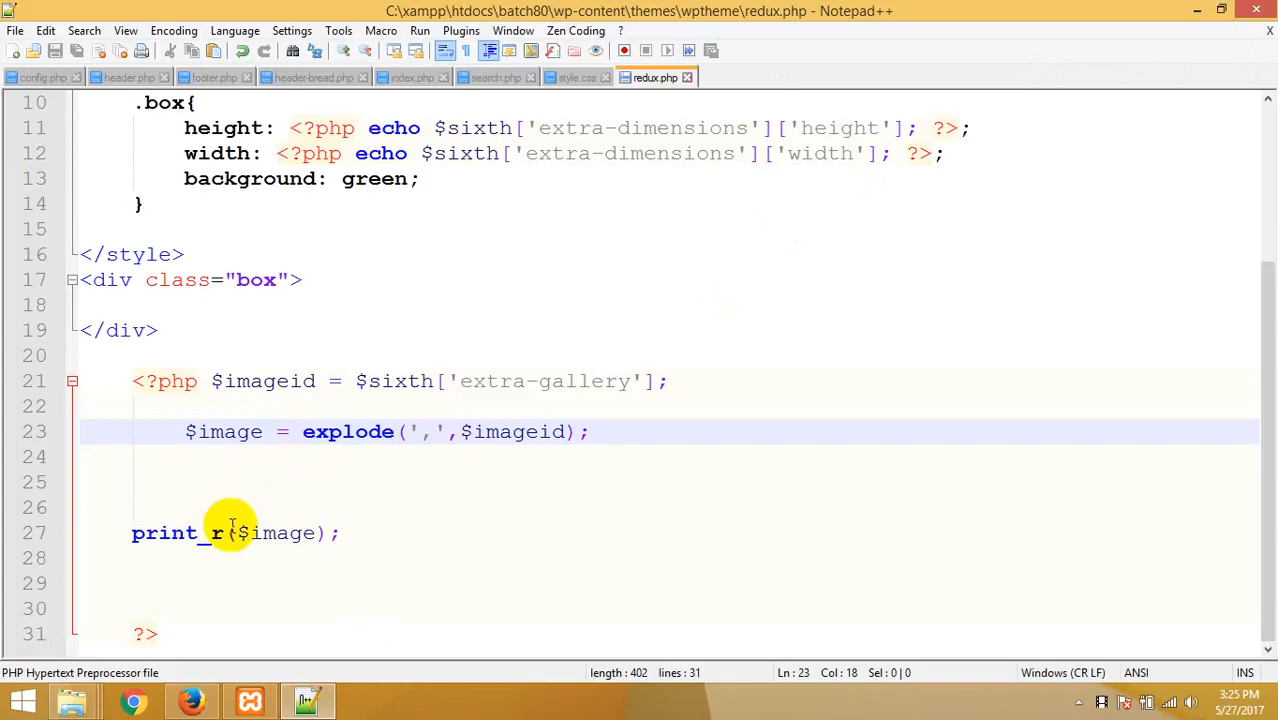 C:\xampp\htdocs\batch80\wp-content\themes\wptheme\redux.php - Notepad++
File Edit Search View Encoding Language Settings Tools Macro Run Plugins Window Zen Coding ? X
config.php header.php footer.php header-bread.php index.php search.php style.css redux.php
10 .box{
11 height: <?php echo $sixth['extra-dimensions']['height']; ?>;
12 width: <?php echo $sixth['extra-dimensions']['width']; ?>;
13 background: green;
14 }
15
16 </style>
17 <div class="box">
18
19 </div>
20
21 <?php $imageid = $sixth['extra-gallery'];
22
23 $image = explode(',',$imageid);
24
25
26
27 print_r($image);
28
29
30
31 ?>
PHP Hypertext Preprocessor file length : 402 lines : 31 Ln : 23 Col : 18 Sel : 0 | 0 Windows (CR LF) ANSI INS
3:25 PM
5/27/2017